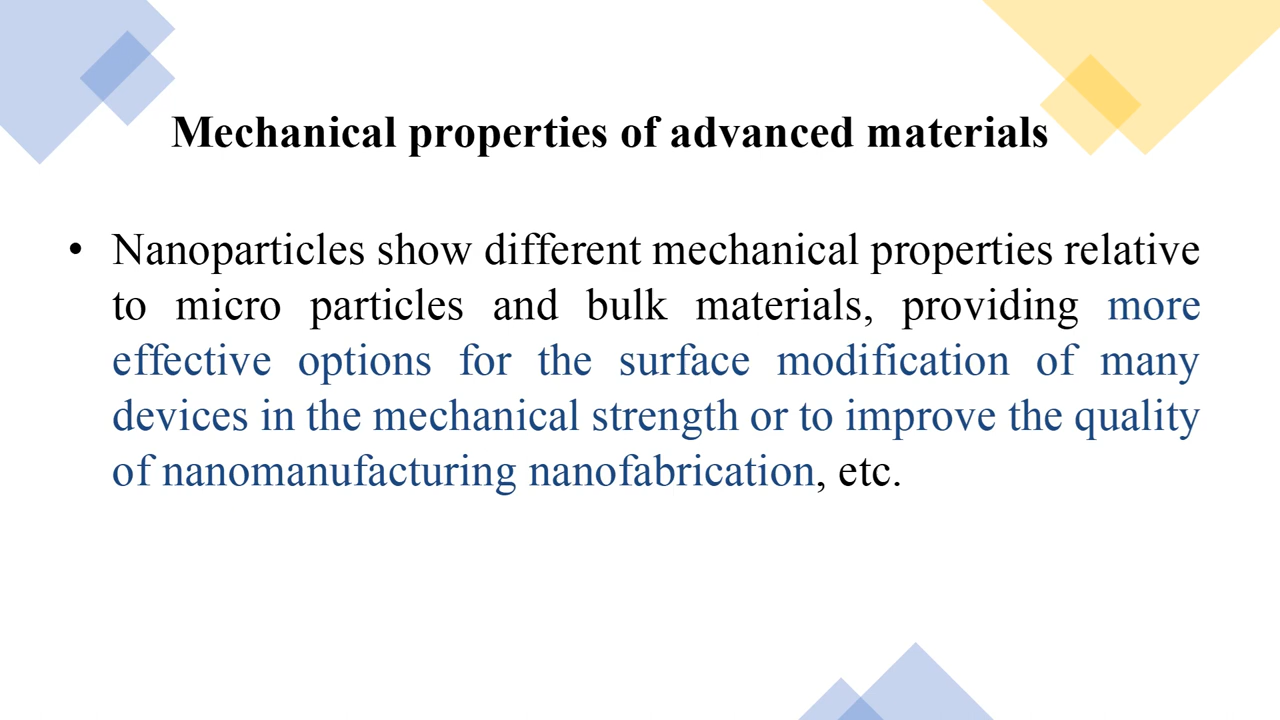 Mechanical properties of advanced materials
• Nanoparticles show different mechanical properties relative
to micro particles and bulk materials, providing more
effective options for the surface modification of many
devices in the mechanical strength or to improve the quality
of nanomanufacturing nanofabrication, etc.